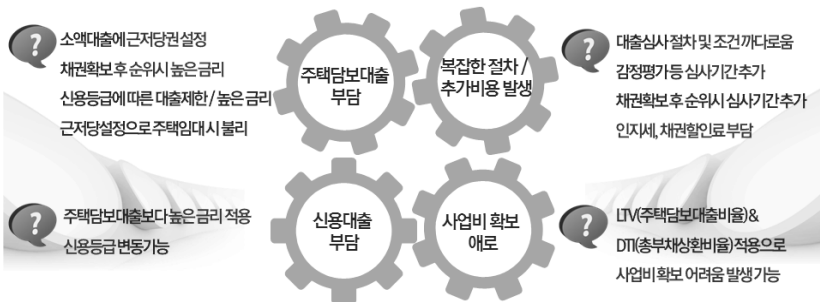 소액대출에 근저당권 설정
채권확보 후 순위시 높은 금리
신용등급에 따른 대출제한 / 높은 금리
근저당설정으로 주택임대 시 불리
주택담보대출
부담
복잡한 절차 /
추가비용 발생
대출심사 절차 및 조건 까다로움
감정평가 등 심사기간 추가
채권확보 후 순위시 심사기간 추가
인지세, 채권할인료 부담
주택담보대출보다 높은 금리 적용
신용등급 변동가능
신용대출
부담
사업비 확보
애로
LTV(주택담보대출비율) &
DTI(총부채상환비율) 적용으로
사업비 확보 어려움 발생 가능